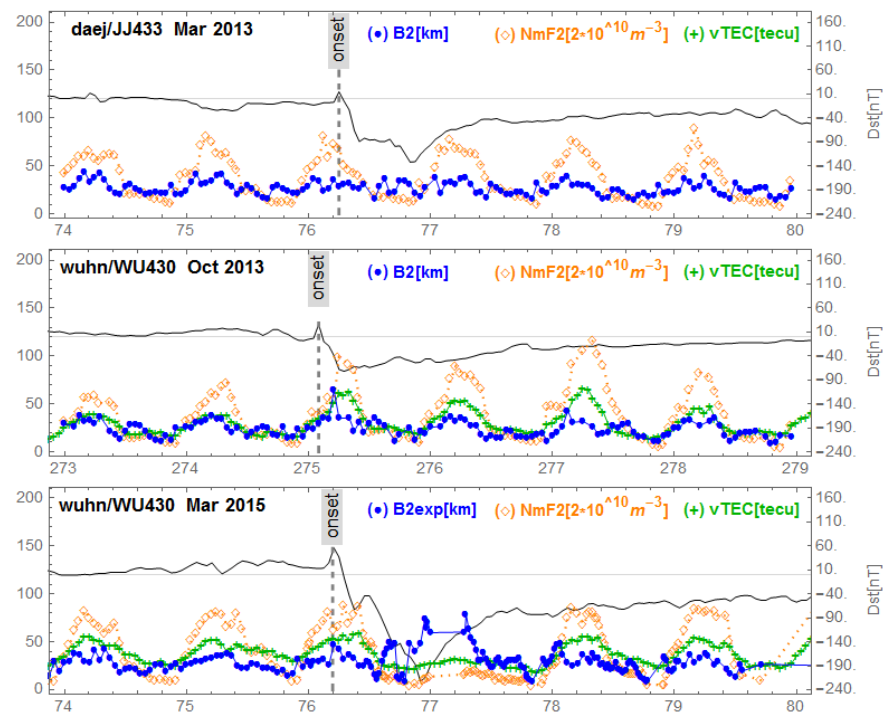 200
daej/JJ433 Mar 2013
onset
(●) B2[km]
(◇) NmF2[2*10^10 m^-3]
(+) vTEC[tecu]
160.
150
110.
60.
100
10.
-40.
50
-90.
-140.
-190.
0
-240.
Dst[nT]
74 75 76 77 78 79 80
200
wuhn/WU430 Oct 2013
onset
(●) B2[km]
(◇) NmF2[2*10^10 m^-3]
(+) vTEC[tecu]
160.
150
110.
60.
100
10.
-40.
50
-90.
-140.
-190.
0
-240.
Dst[nT]
273 274 275 276 277 278 279
200
wuhn/WU430 Mar 2015
onset
(●) B2exp[km]
(◇) NmF2[2*10^10 m^-3]
(+) vTEC[tecu]
160.
150
110.
60.
100
10.
-40.
50
-90.
-140.
-190.
0
-240.
Dst[nT]
74 75 76 77 78 79 80